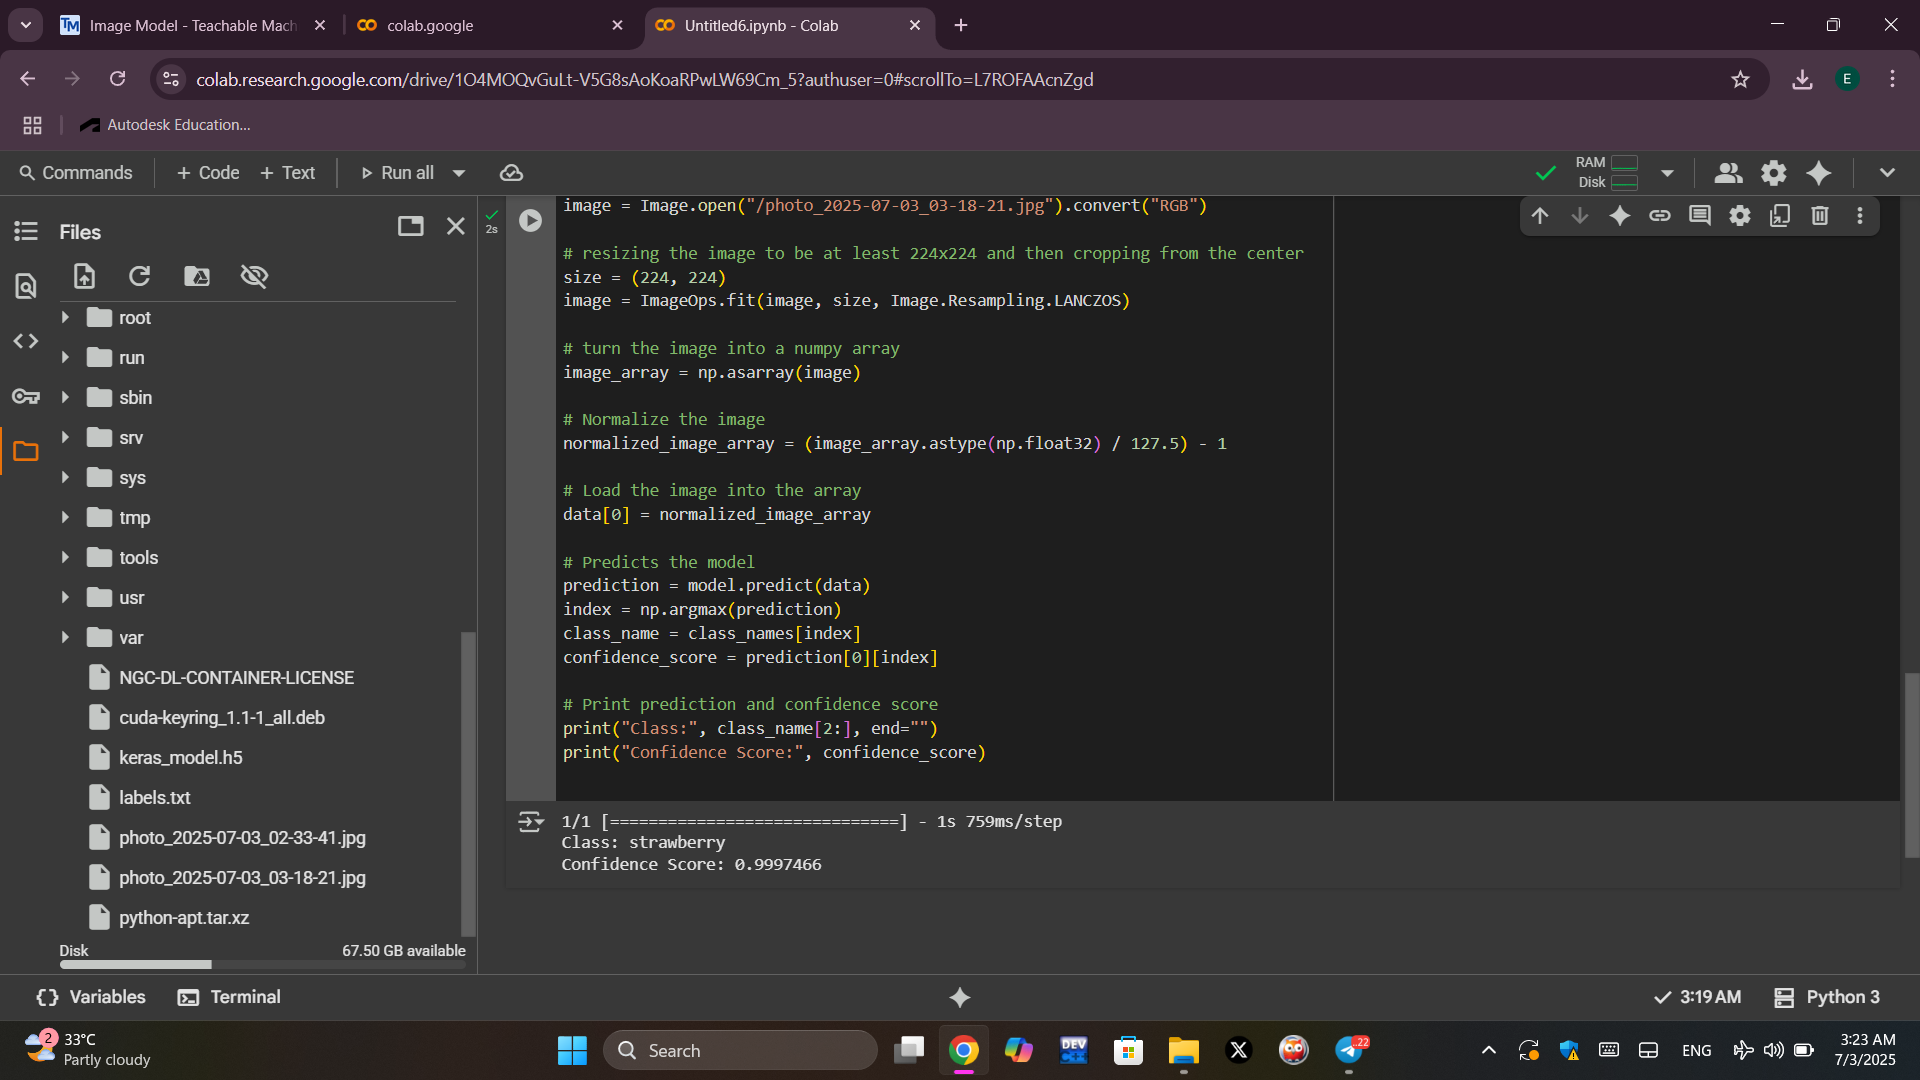 Image Model - Teachable Mach
colab.google
Untitled6.ipynb - Colab
colab.research.google.com/drive/1O4MOQvGuLt-V5G8sAoKoaRPwLW69Cm_5?authuser=0#scrollTo=L7ROFAAcnZgd
E
Autodesk Education...
Commands
+ Code
+ Text
Run all
RAM
Disk
Files
root
run
sbin
srv
sys
tmp
tools
usr
var
NGC-DL-CONTAINER-LICENSE
cuda-keyring_1.1-1_all.deb
keras_model.h5
labels.txt
photo_2025-07-03_02-33-41.jpg
photo_2025-07-03_03-18-21.jpg
python-apt.tar.xz
Disk 67.50 GB available
2s
image = Image.open("/photo_2025-07-03_03-18-21.jpg").convert("RGB")
# resizing the image to be at least 224x224 and then cropping from the center
size = (224, 224)
image = ImageOps.fit(image, size, Image.Resampling.LANCZOS)
# turn the image into a numpy array
image_array = np.asarray(image)
# Normalize the image
normalized_image_array = (image_array.astype(np.float32) / 127.5) - 1
# Load the image into the array
data[0] = normalized_image_array
# Predicts the model
prediction = model.predict(data)
index = np.argmax(prediction)
class_name = class_names[index]
confidence_score = prediction[0][index]
# Print prediction and confidence score
print("Class:", class_name[2:], end="")
print("Confidence Score:", confidence_score)
1/1 [==============================] - 1s 759ms/step
Class: strawberry
Confidence Score: 0.9997466
Variables
Terminal
3:19 AM
Python 3
2
33°C
Partly cloudy
Search
DEV
C++
X
22
ENG
3:23 AM
7/3/2025